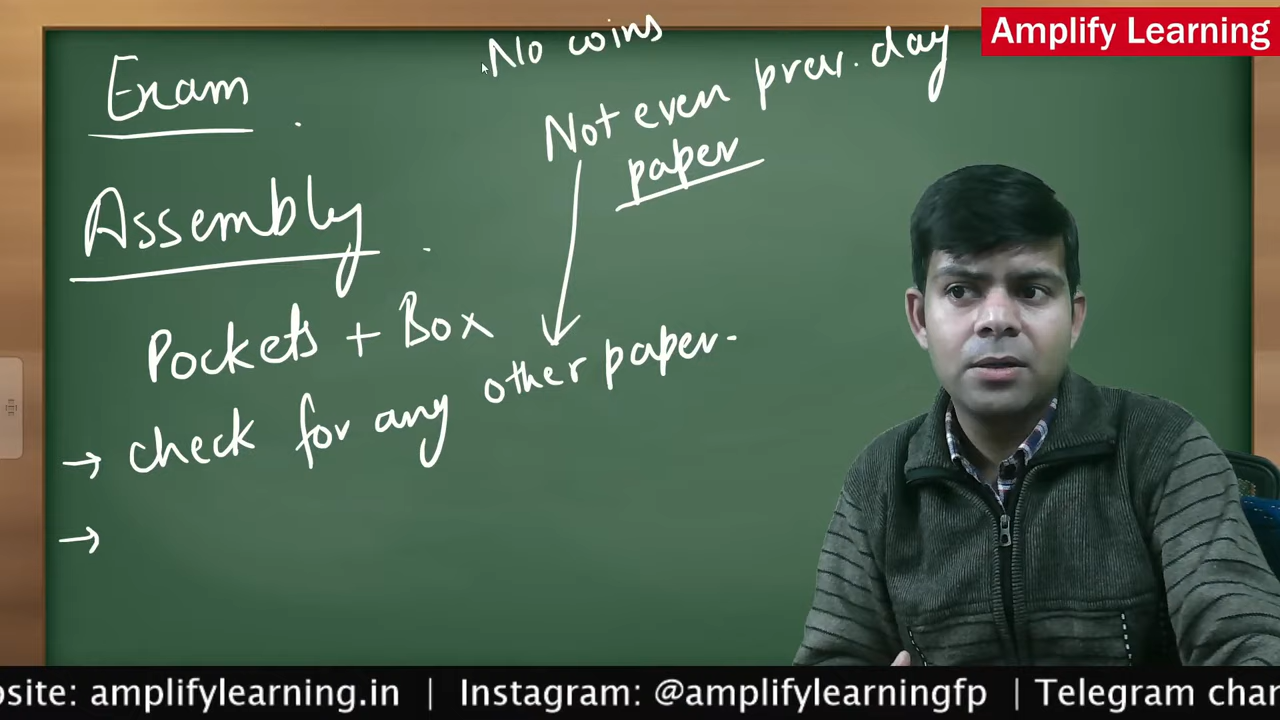 Amplify Learning
Exam
No coins
Not even prev. day
paper
Assembly
Pockets + Box
→ check for any other paper.
→
osite: amplifylearning.in | Instagram: @amplifylearningfp | Telegram chan